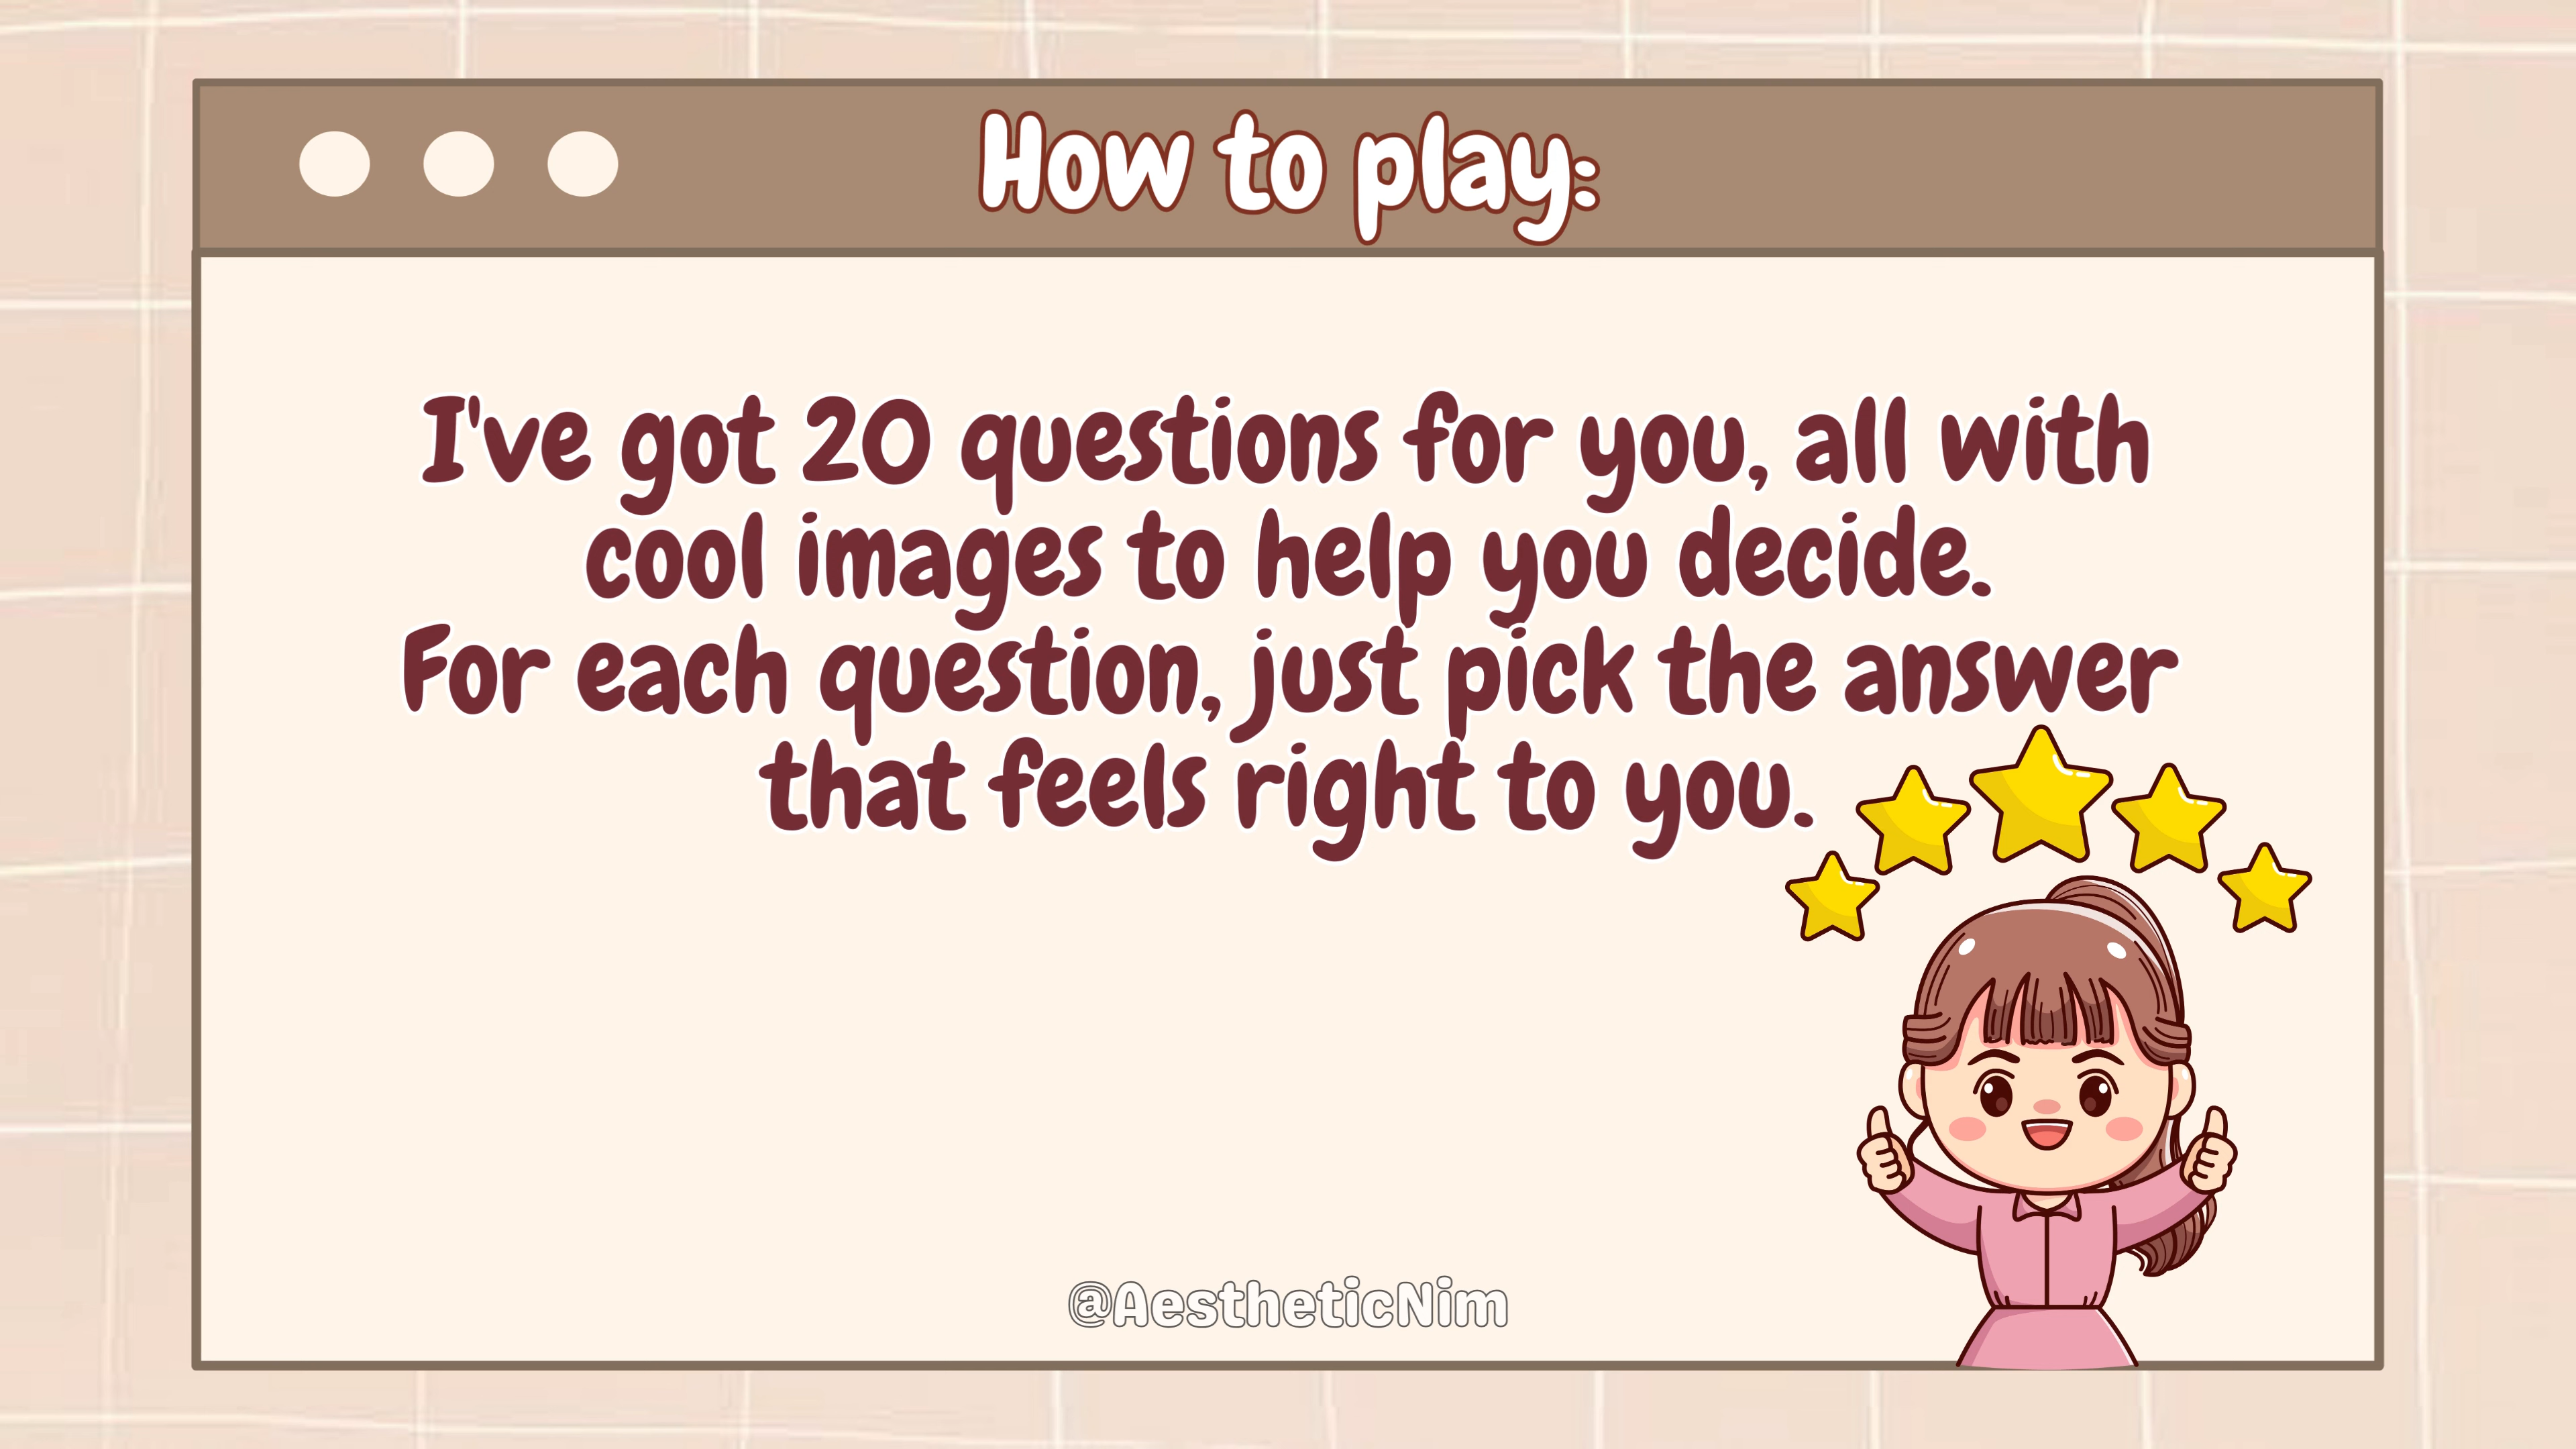 How to play:
I've got 20 questions for you, all with
cool images to help you decide.
For each question, just pick the answer
that feels right to you.
@AestheticNim